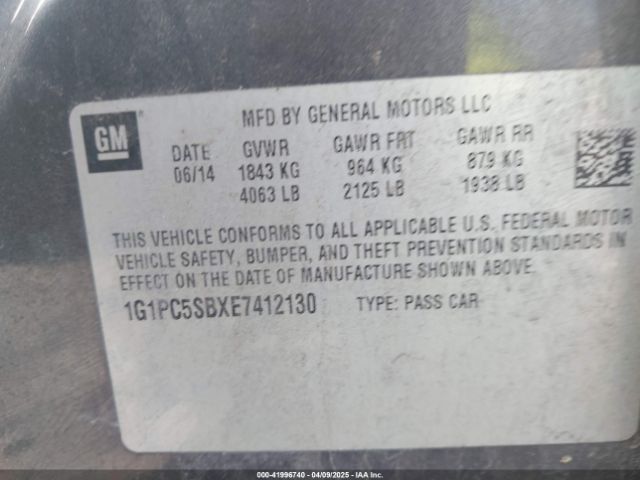 GM
MFD BY GENERAL MOTORS LLC
DATE GVWR GAWR FRT GAWR RR
06/14 1843 KG 964 KG 879 KG
4063 LB 2125 LB 1938 LB
THIS VEHICLE CONFORMS TO ALL APPLICABLE U.S. FEDERAL MOTOR
VEHICLE SAFETY, BUMPER, AND THEFT PREVENTION STANDARDS IN
EFFECT ON THE DATE OF MANUFACTURE SHOWN ABOVE.
1G1PC5SBXE7412130 TYPE: PASS CAR
000-41996740 - 04/09/2025 - IAA Inc.